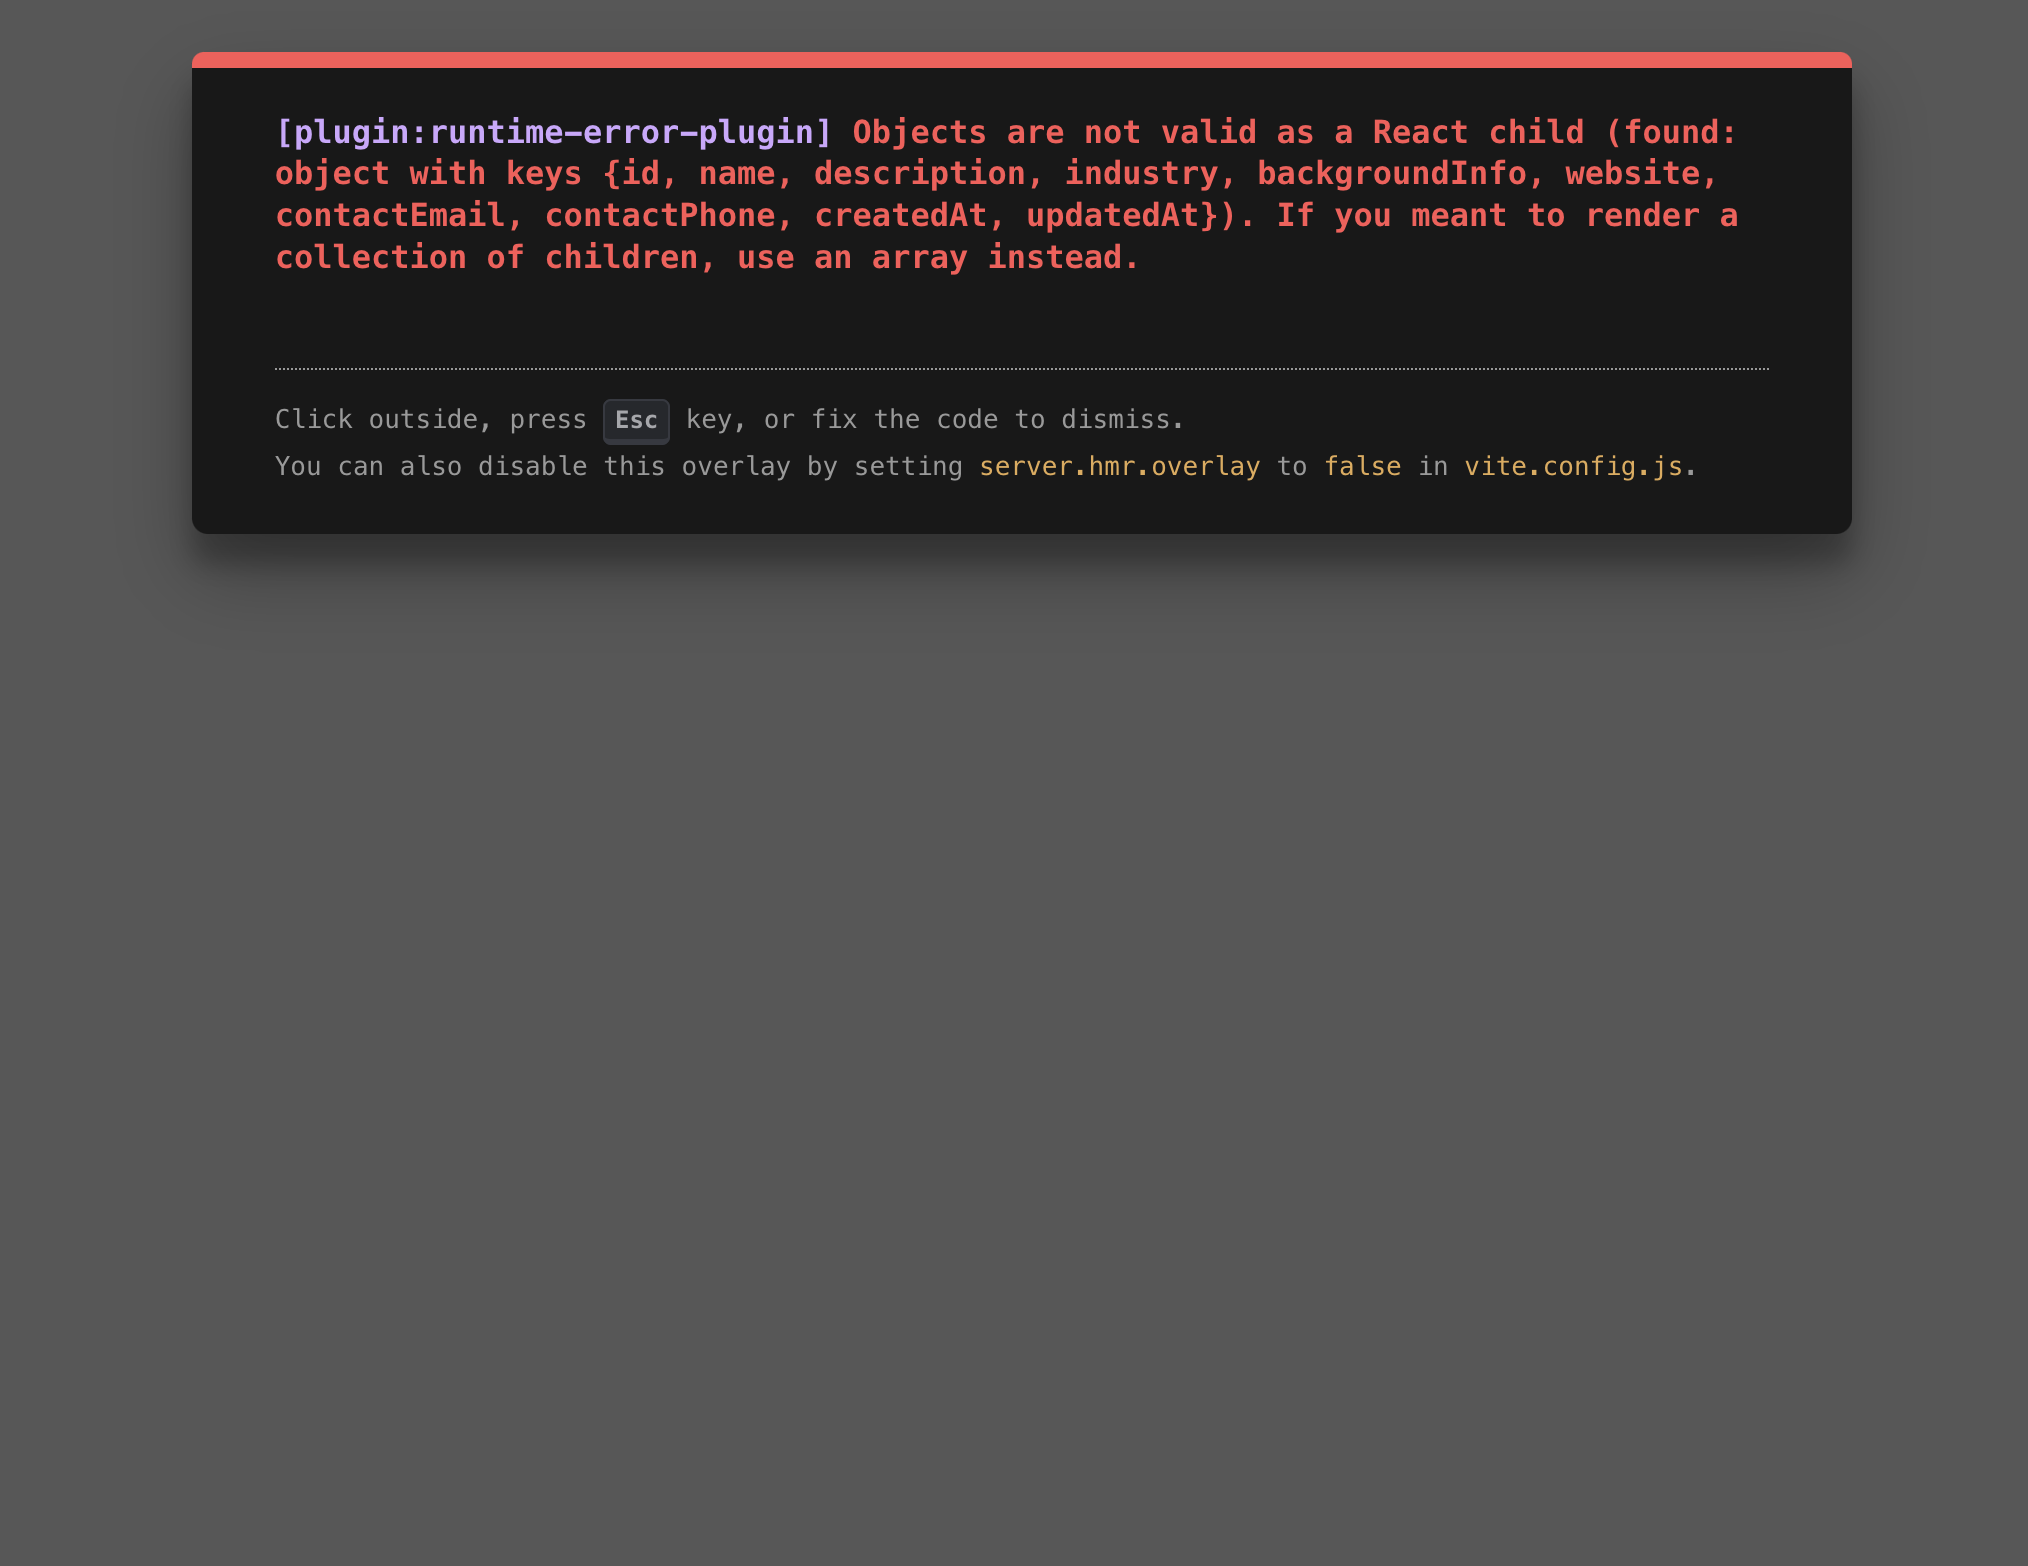 [plugin:runtime-error-plugin] Objects are not valid as a React child (found:
object with keys {id, name, description, industry, backgroundInfo, website,
contactEmail, contactPhone, createdAt, updatedAt}). If you meant to render a
collection of children, use an array instead.
Click outside, press Esc key, or fix the code to dismiss.
You can also disable this overlay by setting server.hmr.overlay to false in vite.config.js.